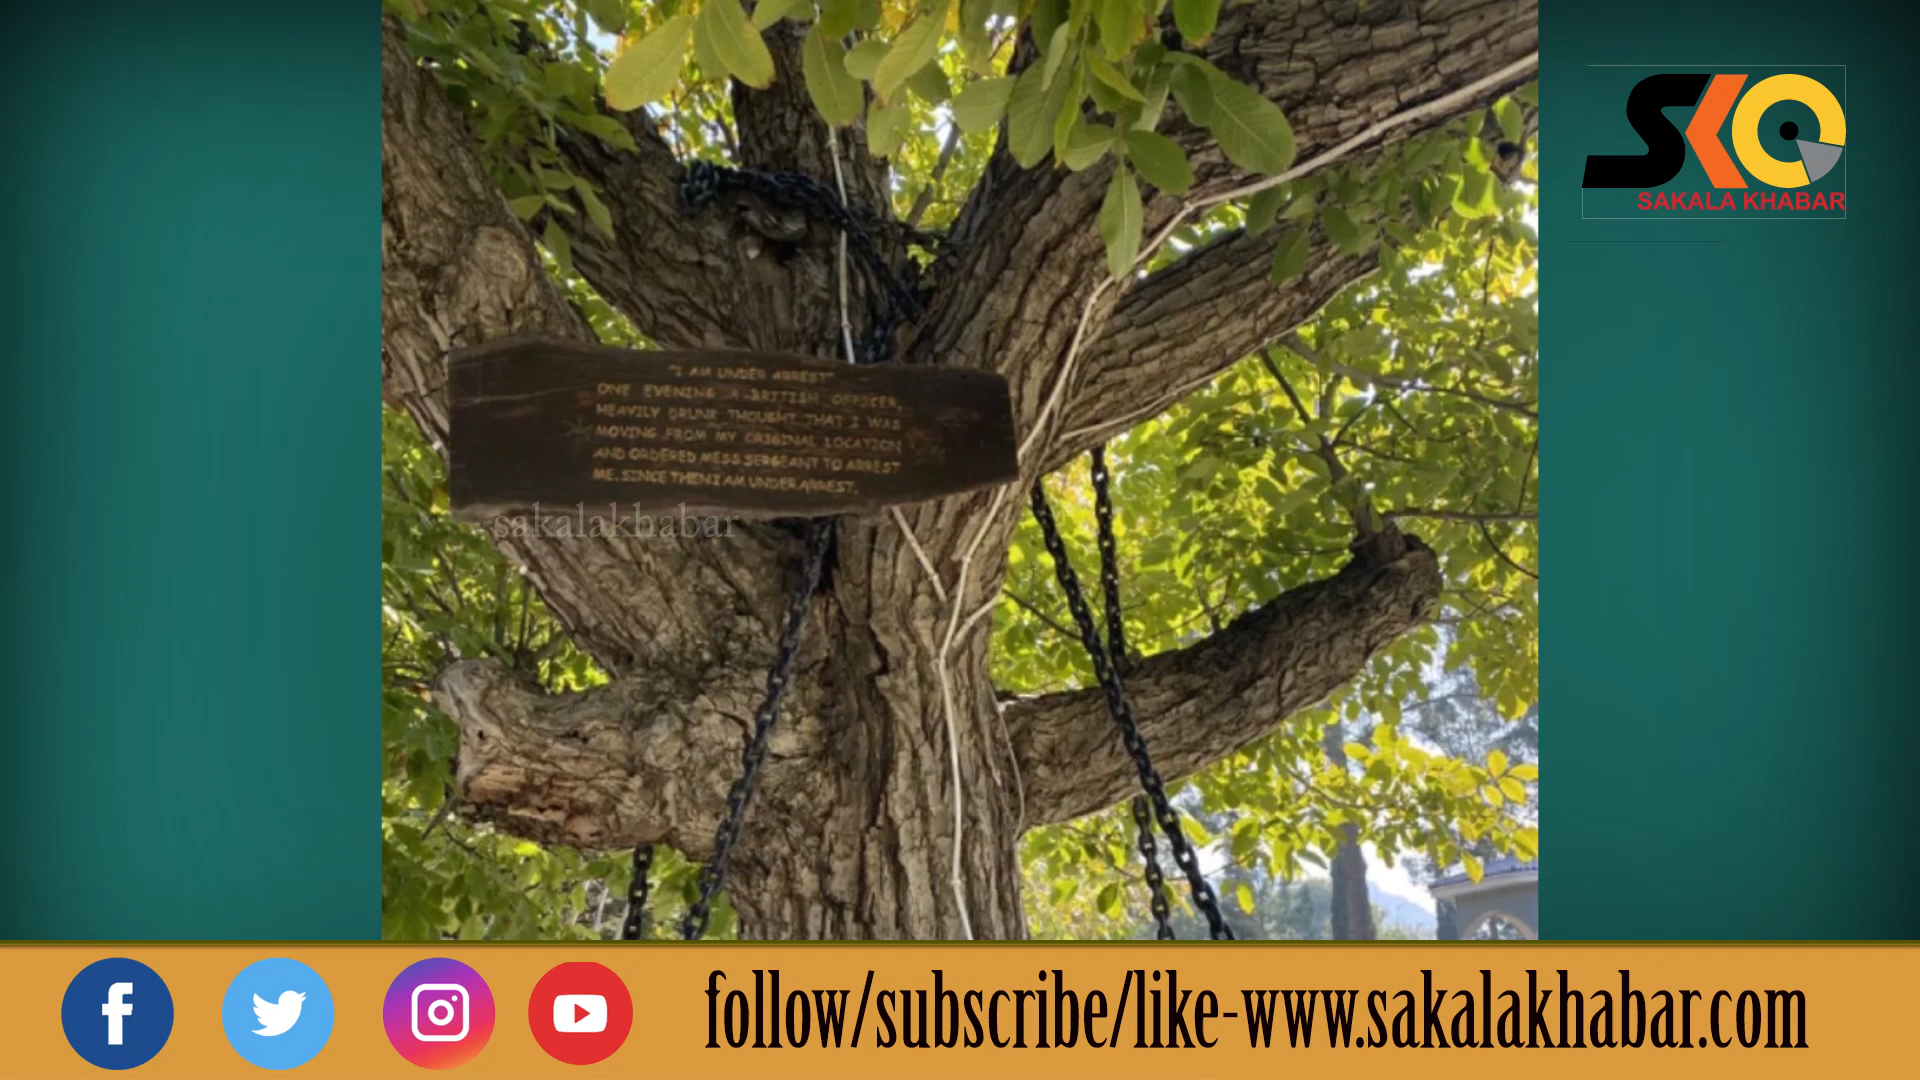 SKQ
SAKALA KHABAR
"I AM UNDER ARREST"
ONE EVENING A BRITISH OFFICER,
HEAVILY DRUNK THOUGHT THAT I WAS
MOVING FROM MY ORIGINAL LOCATION
AND ORDERED MESS SERGEANT TO ARREST
ME. SINCE THEN I AM UNDER ARREST.
sakalakhabar
follow/subscribe/like-www.sakalakhabar.com